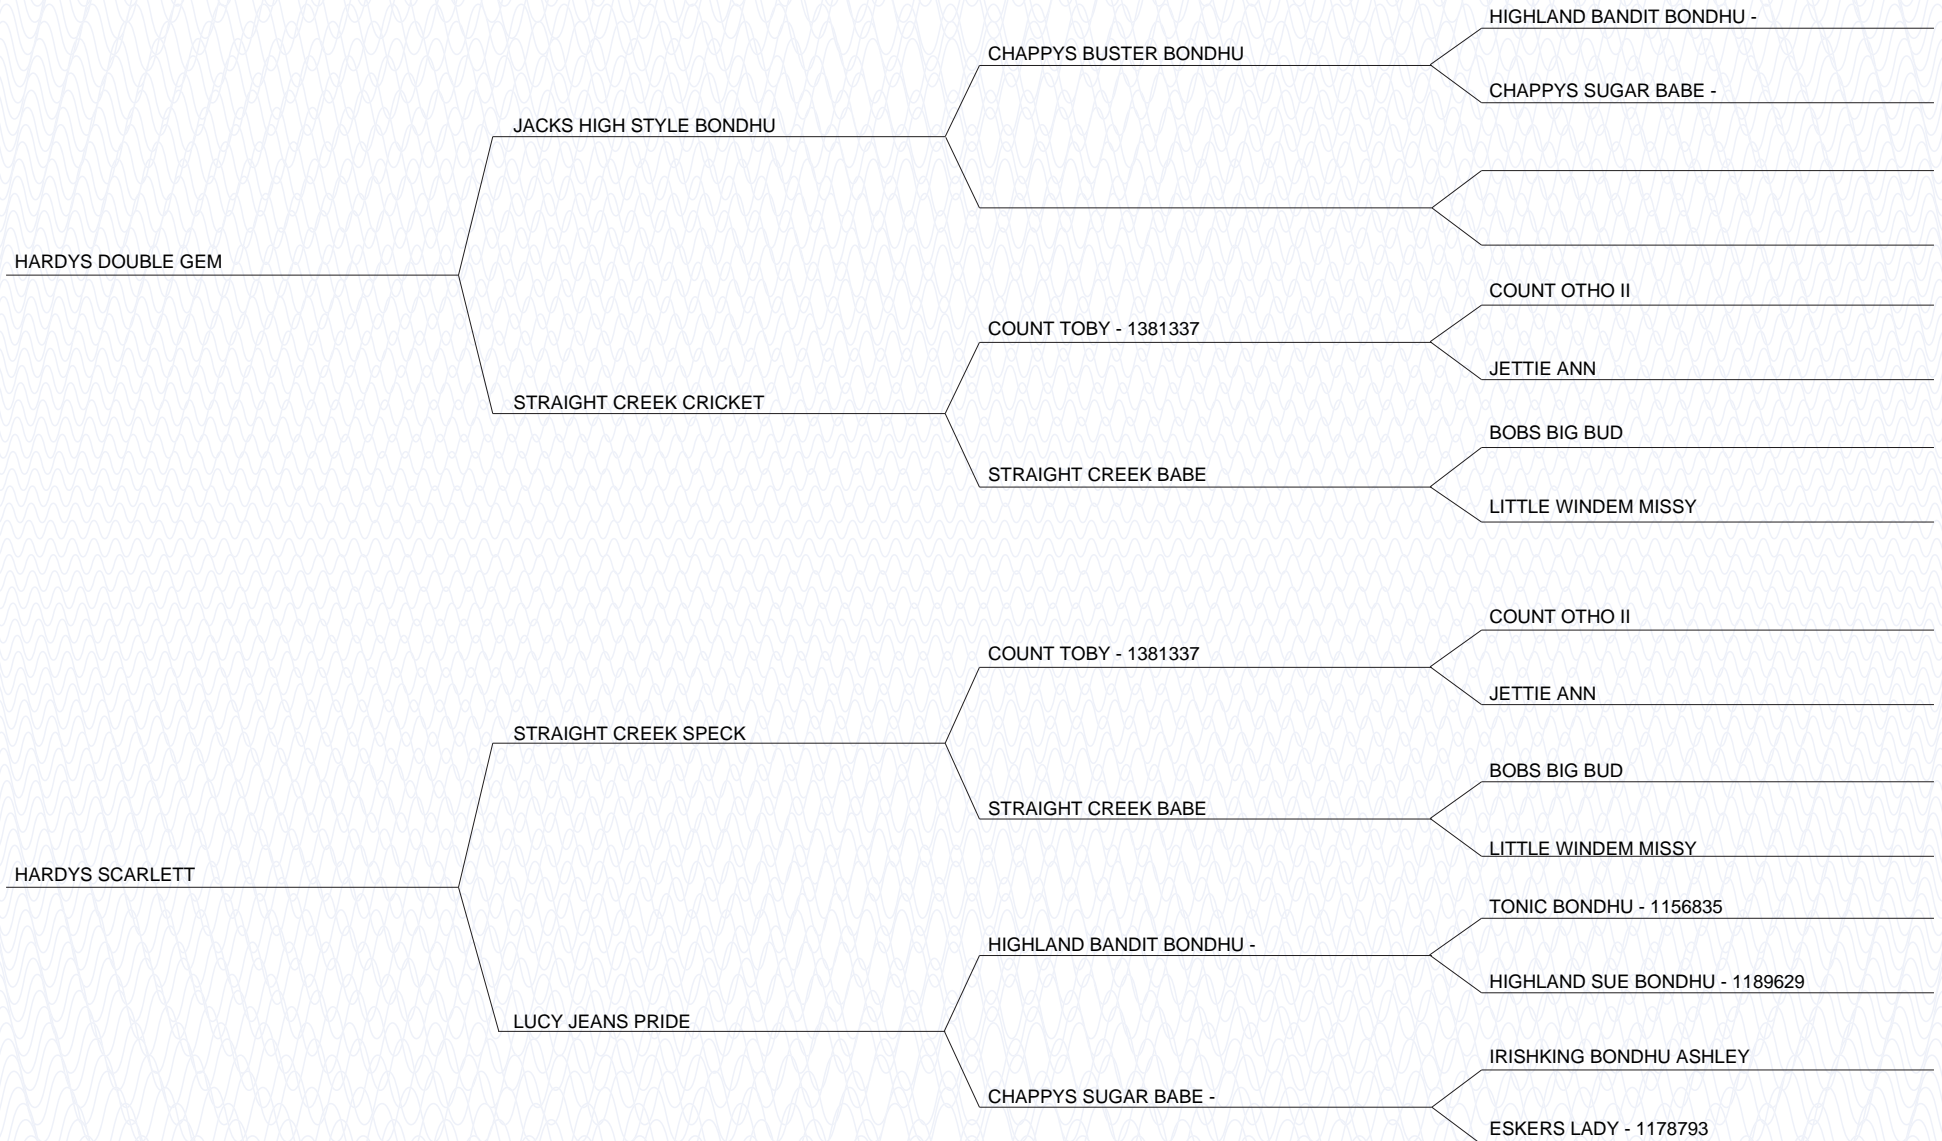 HIGHLAND BANDIT BONDHU -
CHAPPYS BUSTER BONDHU
CHAPPYS SUGAR BABE -
JACKS HIGH STYLE BONDHU
HARDYS DOUBLE GEM
COUNT OTHO II
COUNT TOBY - 1381337
JETTIE ANN
STRAIGHT CREEK CRICKET
BOBS BIG BUD
STRAIGHT CREEK BABE
LITTLE WINDEM MISSY
COUNT OTHO II
COUNT TOBY - 1381337
JETTIE ANN
STRAIGHT CREEK SPECK
BOBS BIG BUD
STRAIGHT CREEK BABE
LITTLE WINDEM MISSY
HARDYS SCARLETT
TONIC BONDHU - 1156835
HIGHLAND BANDIT BONDHU -
HIGHLAND SUE BONDHU - 1189629
LUCY JEANS PRIDE
IRISHKING BONDHU ASHLEY
CHAPPYS SUGAR BABE -
ESKERS LADY - 1178793